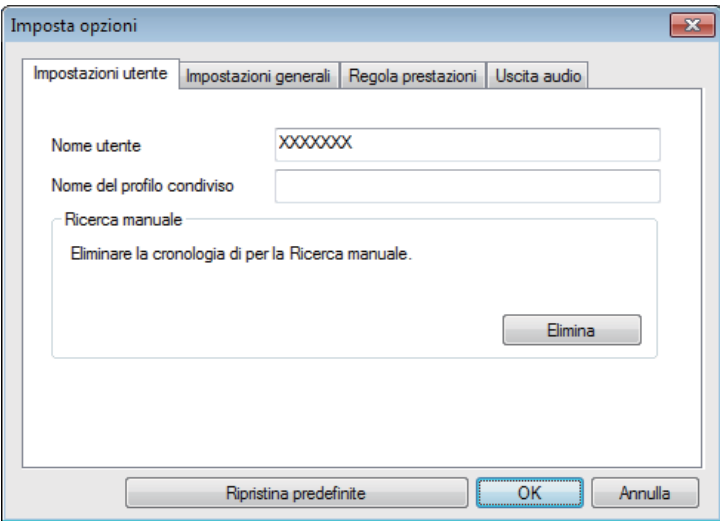 Imposta opzioni
Impostazioni utente Impostazioni generali Regola prestazioni Uscita audio
Nome utente XXXXXXX
Nome del profilo condiviso
Ricerca manuale
Eliminare la cronologia di per la Ricerca manuale.
Elimina
Ripristina predefinite OK Annulla